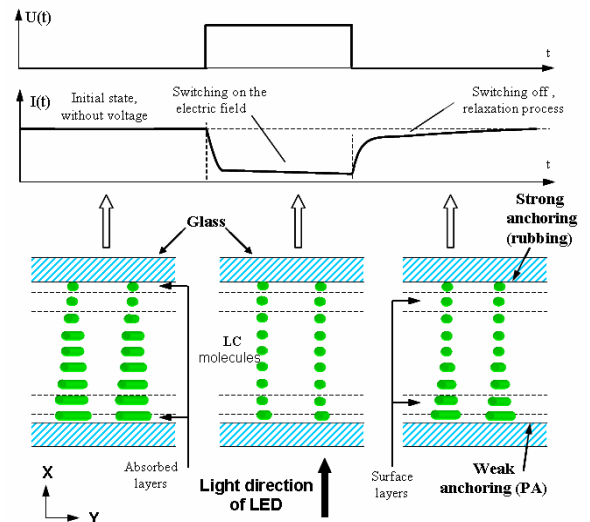 U(t)
t
I(t)
Initial state,
without voltage
Switching on the
electric field
Switching off ,
relaxation process
t
Glass
Strong
anchoring
(rubbing)
LC
molecules
Absorbed
layers
Light direction
of LED
Surface
layers
Weak
anchoring (PA)
X
Y